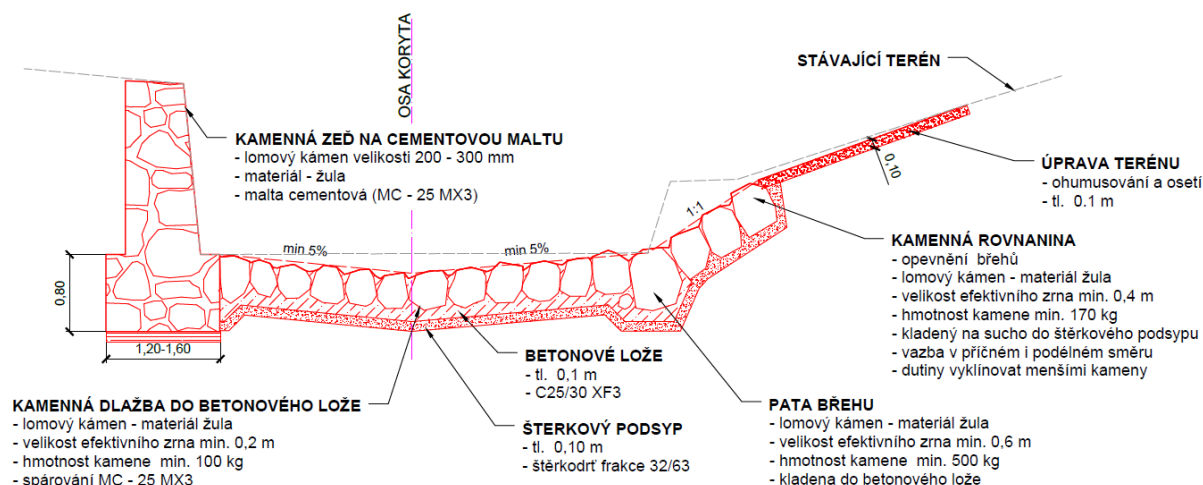 OSA KORYTA
STÁVAJÍCÍ TERÉN
KAMENNÁ ZEĎ NA CEMENTOVOU MALTU
- lomový kámen velikosti 200 - 300 mm
- materiál - žula
- malta cementová (MC - 25 MX3)
0,10
ÚPRAVA TERÉNU
- ohumusování a osetí
- tl. 0.1 m
1:1
min 5%
min 5%
KAMENNÁ ROVNANINA
- opevnění břehů
- lomový kámen - materiál žula
- velikost efektivního zrna min. 0,4 m
- hmotnost kamene min. 170 kg
- kladený na sucho do štěrkového podsypu
- vazba v příčném i podélném směru
- dutiny vyklínovat menšími kameny
0,80
1,20-1,60
BETONOVÉ LOŽE
- tl. 0,1 m
- C25/30 XF3
KAMENNÁ DLAŽBA DO BETONOVÉHO LOŽE
- lomový kámen - materiál žula
- velikost efektivního zrna min. 0,2 m
- hmotnost kamene min. 100 kg
- spárování MC - 25 MX3
ŠTERKOVÝ PODSYP
- tl. 0,10 m
- štěrkodrť frakce 32/63
PATA BŘEHU
- lomový kámen - materiál žula
- velikost efektivního zrna min. 0,6 m
- hmotnost kamene min. 500 kg
- kladena do betonového lože